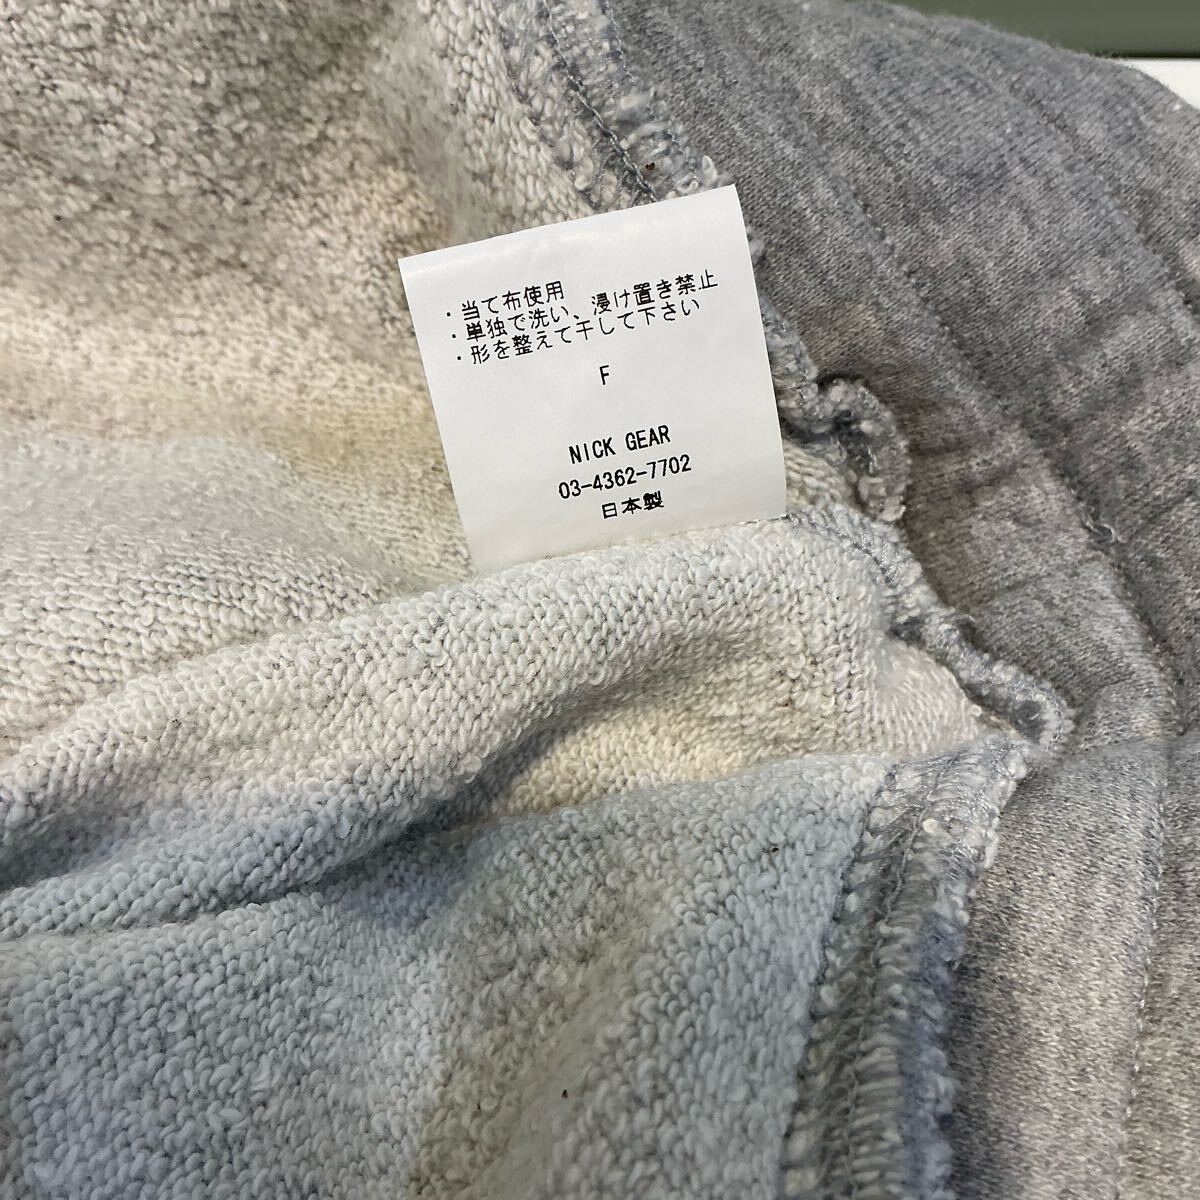 ・当て布使用
・単独で洗い、浸け置き禁止
・形を整えて干して下さい
F
NICK GEAR
03-4362-7702
日本製